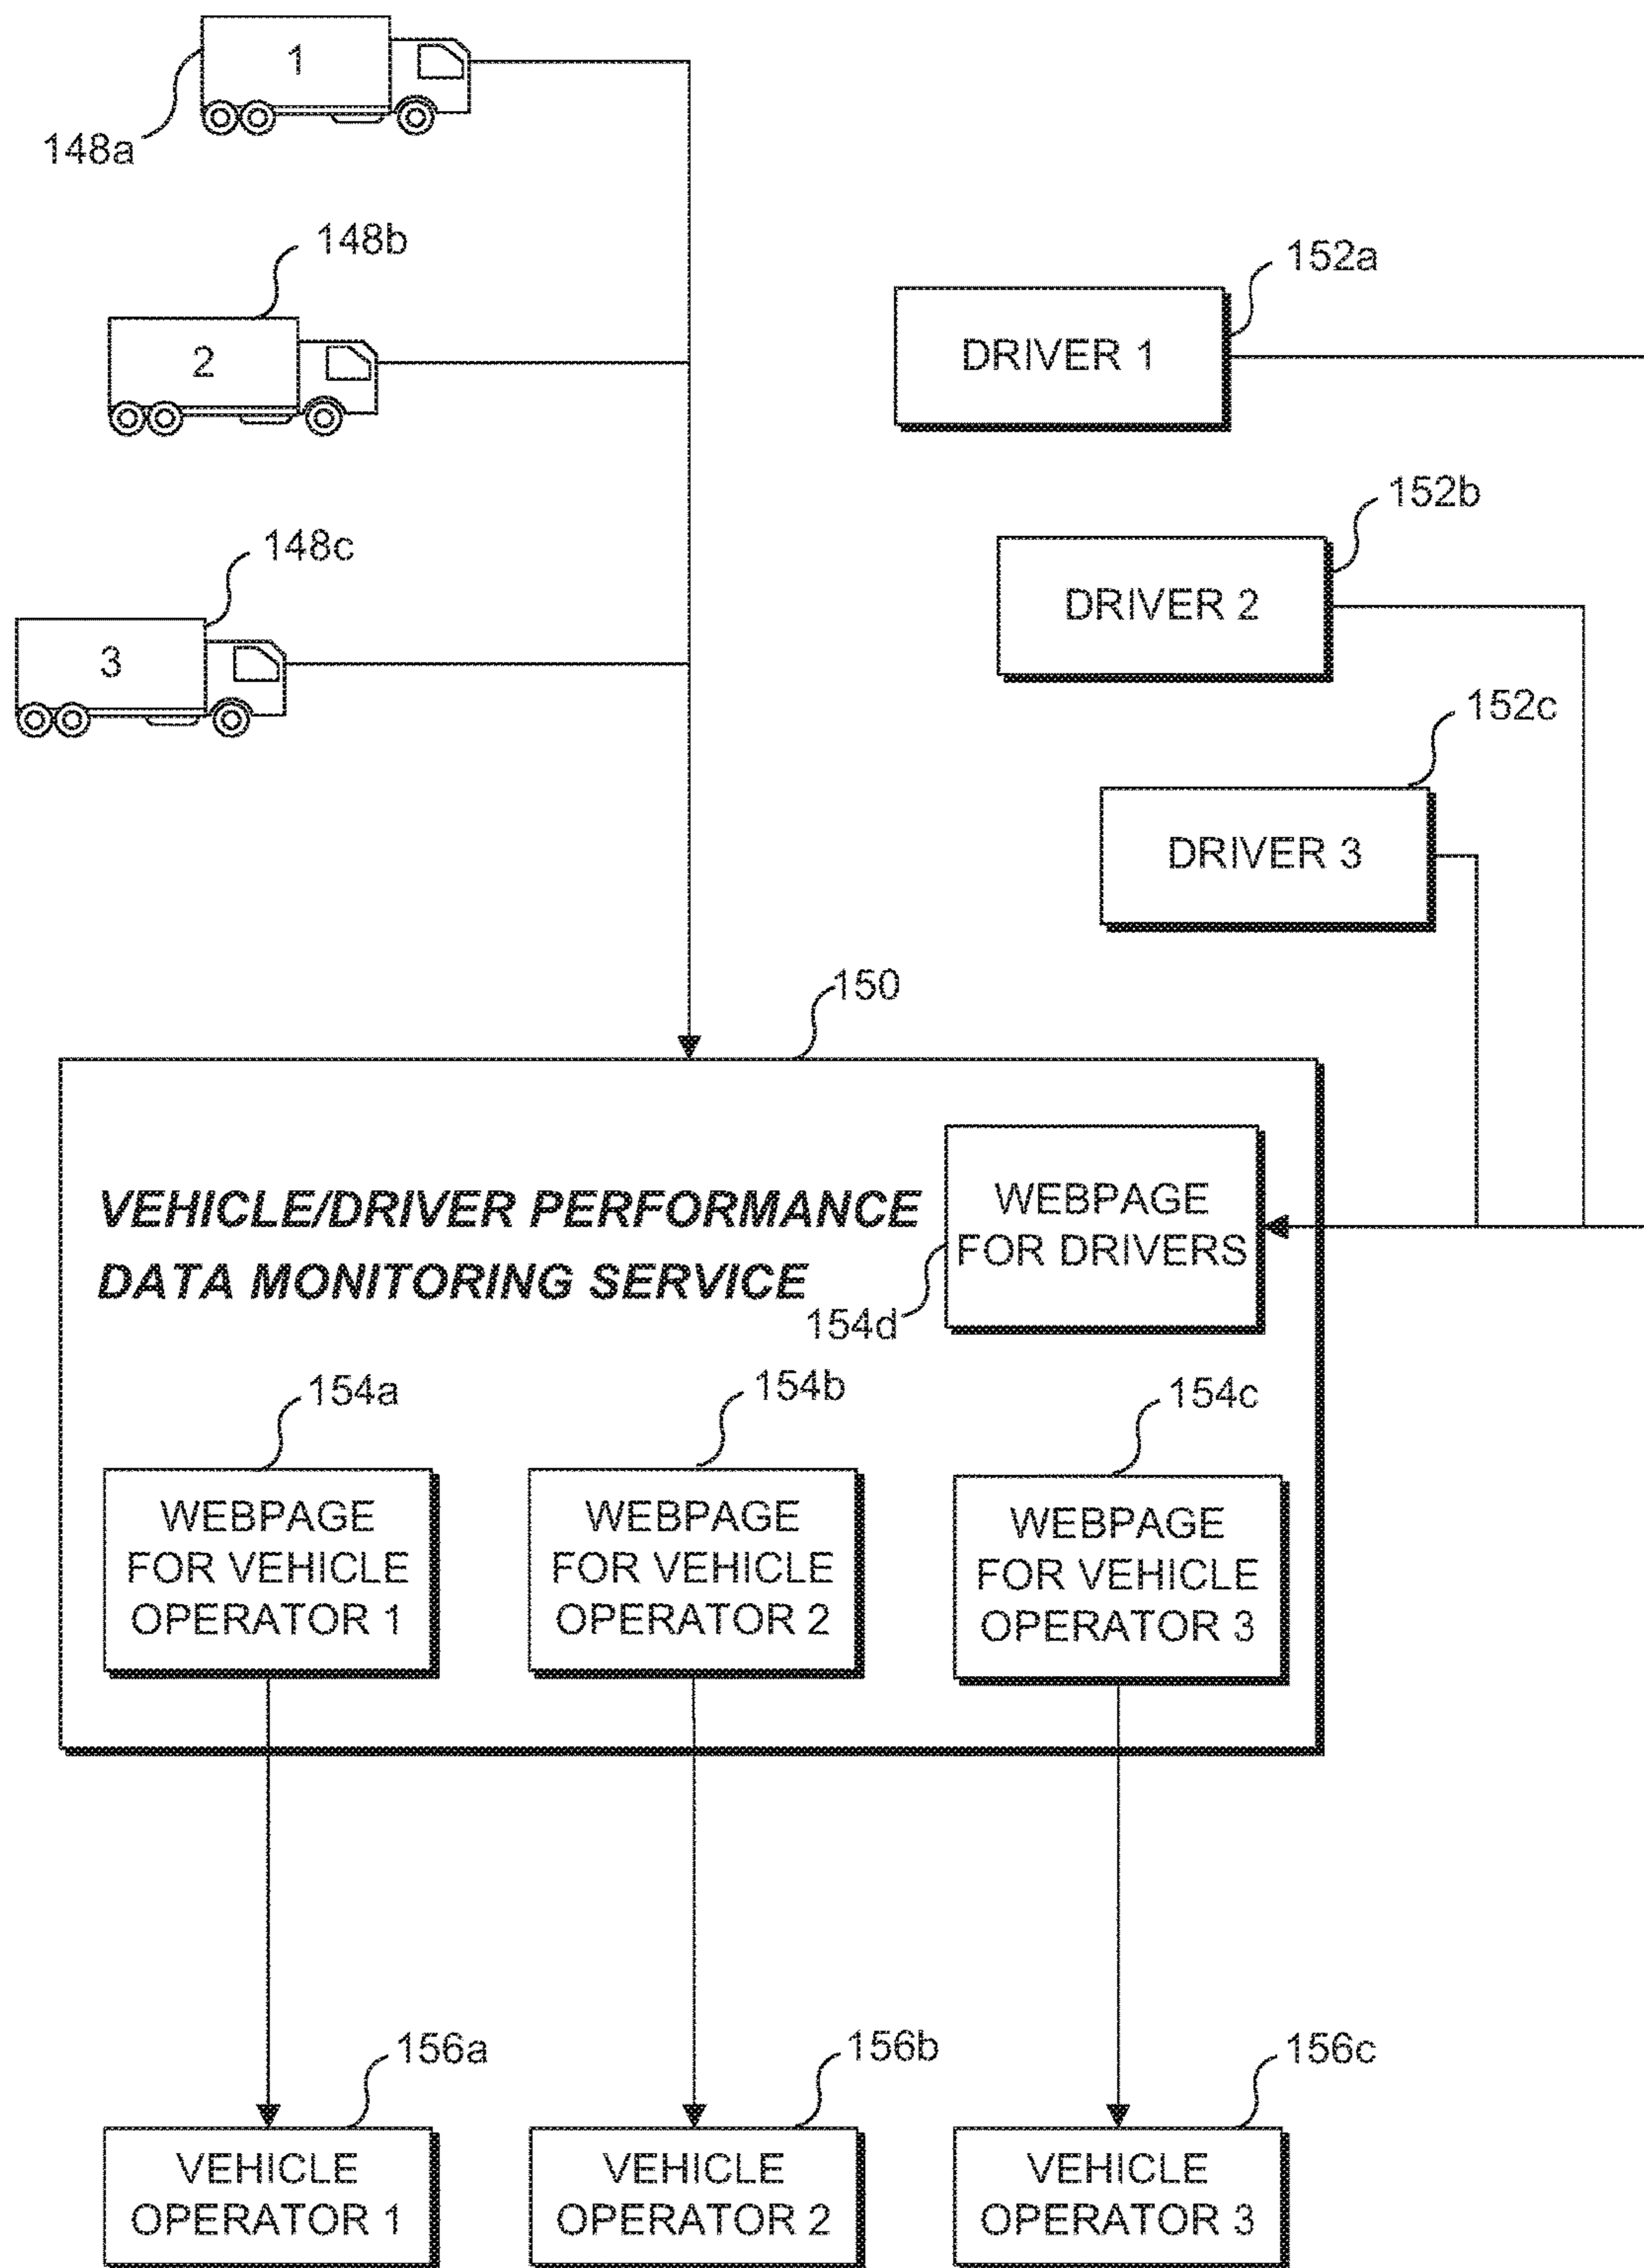 1
148a
148b
2
152a
DRIVER 1
152b
DRIVER 2
148c
3
152c
DRIVER 3
150
VEHICLE/DRIVER PERFORMANCE
DATA MONITORING SERVICE
WEBPAGE
FOR DRIVERS
154d
154a
154b
154c
WEBPAGE
FOR VEHICLE
OPERATOR 1
WEBPAGE
FOR VEHICLE
OPERATOR 2
WEBPAGE
FOR VEHICLE
OPERATOR 3
156a
156b
156c
VEHICLE
OPERATOR 1
VEHICLE
OPERATOR 2
VEHICLE
OPERATOR 3